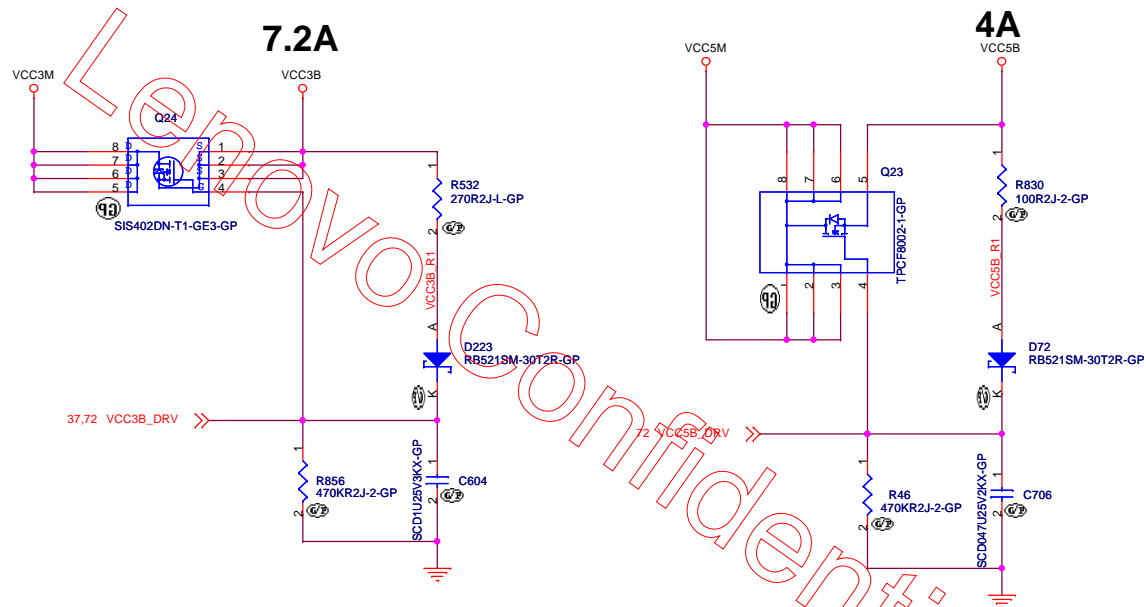 7.2A
4A
VCC3M
VCC3B
VCC5M
VCC5B
Q24
8 D S 1
7 D S 2
6 D S 3
5 D G 4
GP
SIS402DN-T1-GE3-GP
1
R532
270R2J-L-GP
2
G/P
VCC3B_R1
A
D223
RB521SM-30T2R-GP
K
37,72 VCC3B_DRV
1
R856
470KR2J-2-GP
2
G/P
SCD1U25V3KX-GP
1
C604
2
G/P
8 7 6 5
Q23
TPCF8002-1-GP
1 2 3 4
GP
1
R830
100R2J-2-GP
2
G/P
VCC5B_R1
A
D72
RB521SM-30T2R-GP
K
72 VCC5B_DRV
1
R46
470KR2J-2-GP
2
G/P
SCD047U25V2KX-GP
1
C706
2
G/P
Lenovo Confidenti